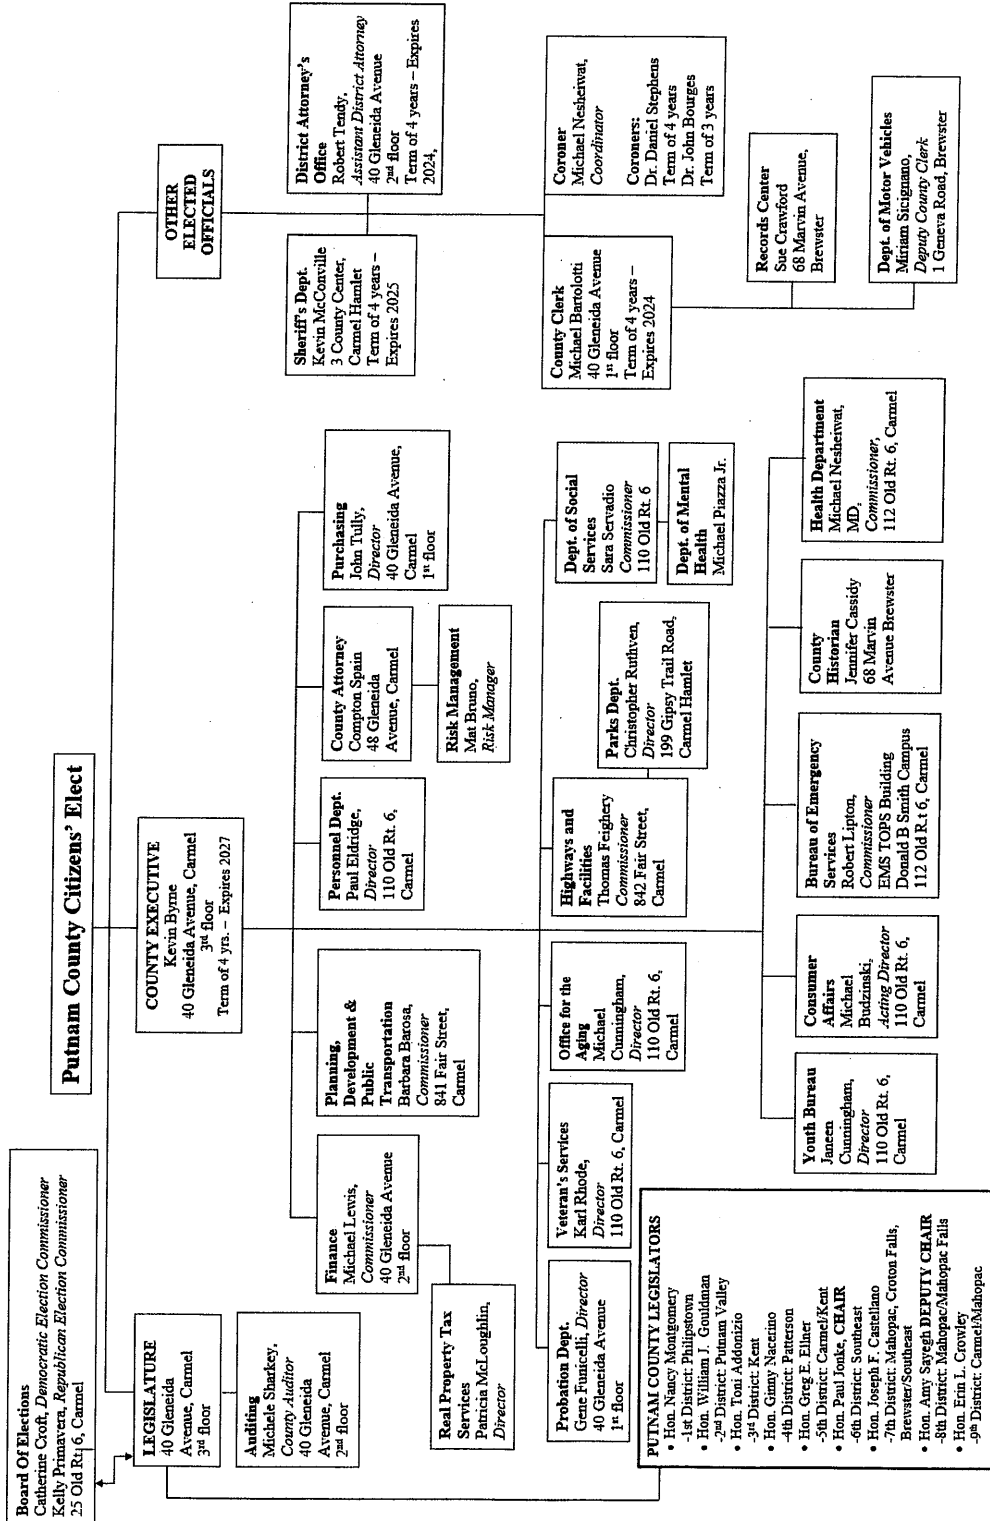 Board Of Elections
Catherine Croft, Democratic Election Commissioner
Kelly Primavera, Republican Election Commissioner
25 Old Rt. 6, Carmel
Putnam County Citizens' Elect
LEGISLATURE
40 Gleneida
Avenue, Carmel
3rd floor
COUNTY EXECUTIVE
Kevin Byrne
40 Gleneida Avenue, Carmel
3rd floor
Term of 4 yrs. – Expires 2027
OTHER
ELECTED
OFFICIALS
Auditing
Michele Sharkey,
County Auditor
40 Gleneida
Avenue, Carmel
2nd floor
Finance
Michael Lewis,
Commissioner
40 Gleneida Avenue
2nd floor
Planning,
Development &
Public
Transportation
Barbara Barosa,
Commissioner
841 Fair Street,
Carmel
Personnel Dept.
Paul Eldridge,
Director
110 Old Rt. 6,
Carmel
County Attorney
Compton Spain
48 Gleneida
Avenue, Carmel
Purchasing
John Tully,
Director
40 Gleneida Avenue,
Carmel
1st floor
Sheriff's Dept.
Kevin McConville
3 County Center,
Carmel Hamlet
Term of 4 years –
Expires 2025
District Attorney's
Office
Robert Tendy,
Assistant District Attorney
40 Gleneida Avenue
2nd floor
Term of 4 years – Expires
2024,
Real Property Tax
Services
Patricia McLoughlin,
Director
Risk Management
Mat Bruno,
Risk Manager
Probation Dept.
Gene Funicelli, Director
40 Gleneida Avenue
1st floor
Veteran's Services
Karl Rhode,
Director
110 Old Rt. 6, Carmel
Office for the
Aging
Michael
Cunningham,
Director
110 Old Rt. 6,
Carmel
Highways and
Facilities
Thomas Feighery
Commissioner
842 Fair Street,
Carmel
Parks Dept.
Christopher Ruthven,
Director
199 Gipsy Trail Road,
Carmel Hamlet
Dept. of Social
Services
Sara Servadio
Commissioner
110 Old Rt. 6
Dept. of Mental
Health
Michael Piazza Jr.
County Clerk
Michael Bartolotti
40 Gleneida Avenue
1st floor
Term of 4 years –
Expires 2024
Coroner
Michael Nesheiwat,
Coordinator
Coroners:
Dr. Daniel Stephens
Term of 4 years
Dr. John Bourges
Term of 3 years
PUTNAM COUNTY LEGISLATORS
• Hon. Nancy Montgomery
-1st District: Philipstown
• Hon. William J. Gouldman
-2nd District: Putnam Valley
• Hon. Toni Addonizio
-3rd District: Kent
• Hon. Ginny Nacerino
-4th District: Patterson
• Hon. Greg E. Ellner
-5th District: Carmel/Kent
• Hon. Paul Jonke, CHAIR
-6th District: Southeast
• Hon. Joseph F. Castellano
-7th District: Mahopac, Croton Falls,
Brewster/Southeast
• Hon. Amy Sayegh DEPUTY CHAIR
-8th District: Mahopac/Mahopac Falls
• Hon. Erin L. Crowley
-9th District: Carmel/Mahopac
Youth Bureau
Janeen
Cunningham,
Director
110 Old Rt. 6,
Carmel
Consumer
Affairs
Michael
Budzinski,
Acting Director
110 Old Rt. 6,
Carmel
Bureau of Emergency
Services
Robert Lipton,
Commissioner
EMS TOPS Building
Donald B Smith Campus
112 Old R.t 6, Carmel
County
Historian
Jennifer Cassidy
68 Marvin
Avenue Brewster
Health Department
Michael Nesheiwat,
MD,
Commissioner,
112 Old Rt. 6, Carmel
Records Center
Sue Crawford
68 Marvin Avenue,
Brewster
Dept. of Motor Vehicles
Miriam Sicignano,
Deputy County Clerk
1 Geneva Road, Brewster